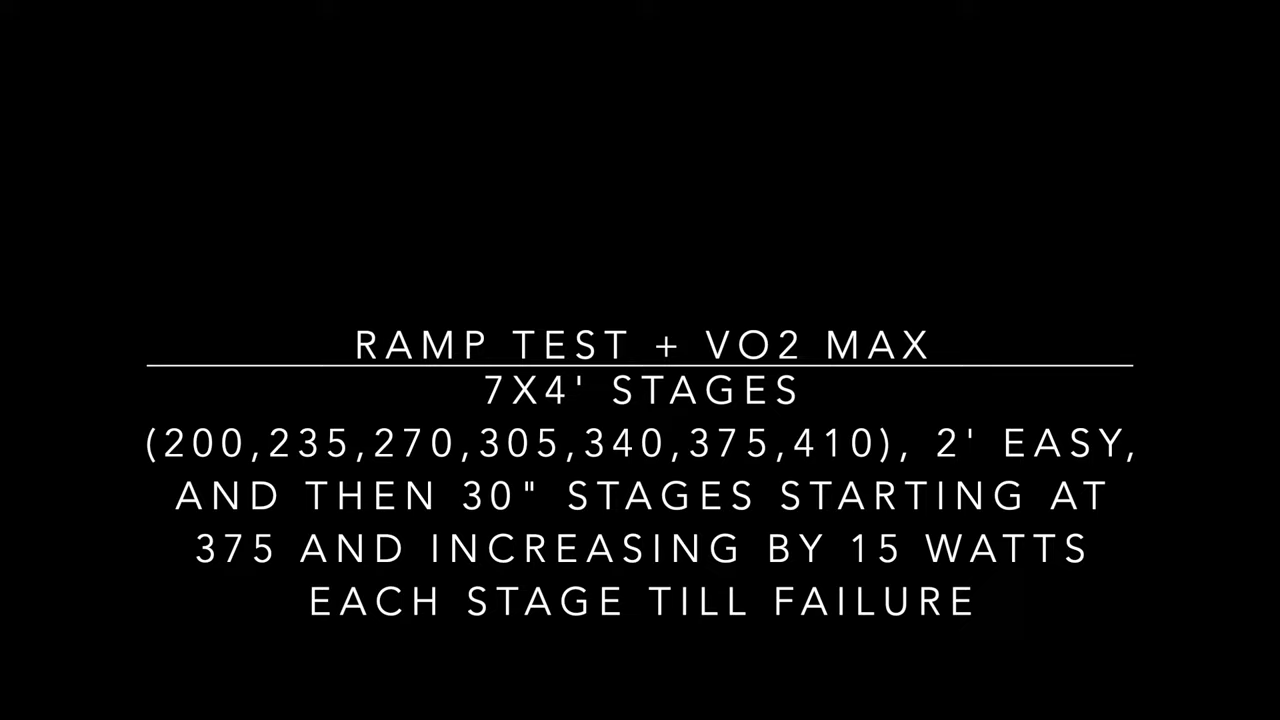 RAMP TEST + VO2 MAX
7X4' STAGES
(200,235,270,305,340,375,410), 2' EASY,
AND THEN 30" STAGES STARTING AT
375 AND INCREASING BY 15 WATTS
EACH STAGE TILL FAILURE